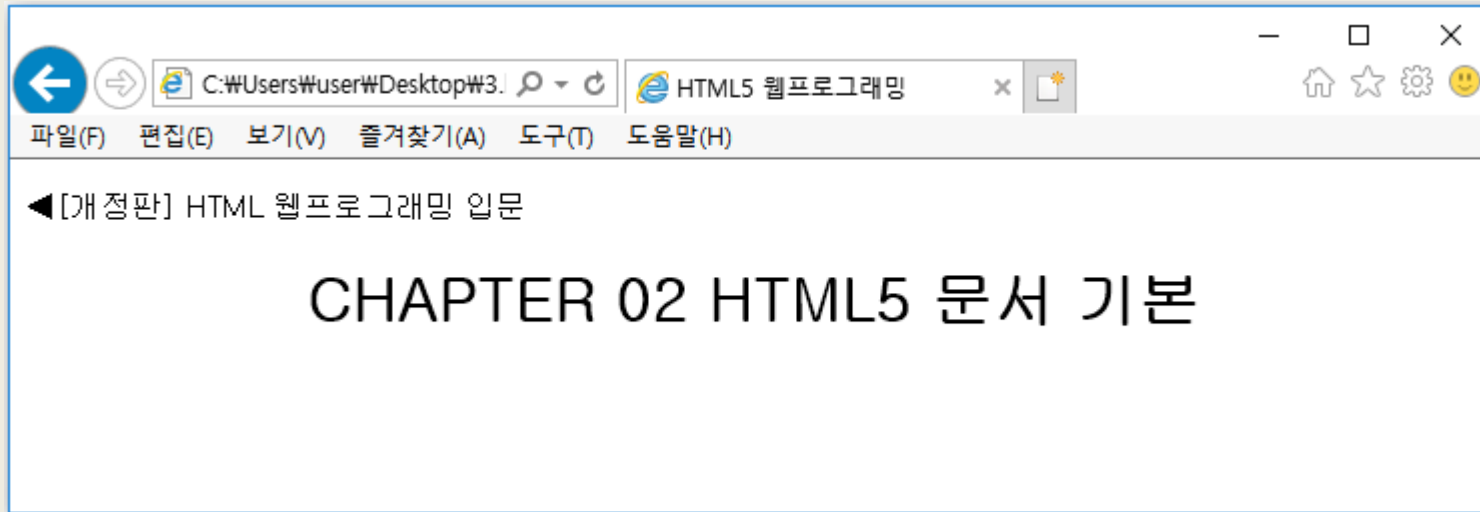 C:₩Users₩user₩Desktop₩3.
HTML5 웹프로그래밍
파일(F) 편집(E) 보기(V) 즐겨찾기(A) 도구(T) 도움말(H)
◀[개정판] HTML 웹프로그래밍 입문
CHAPTER 02 HTML5 문서 기본